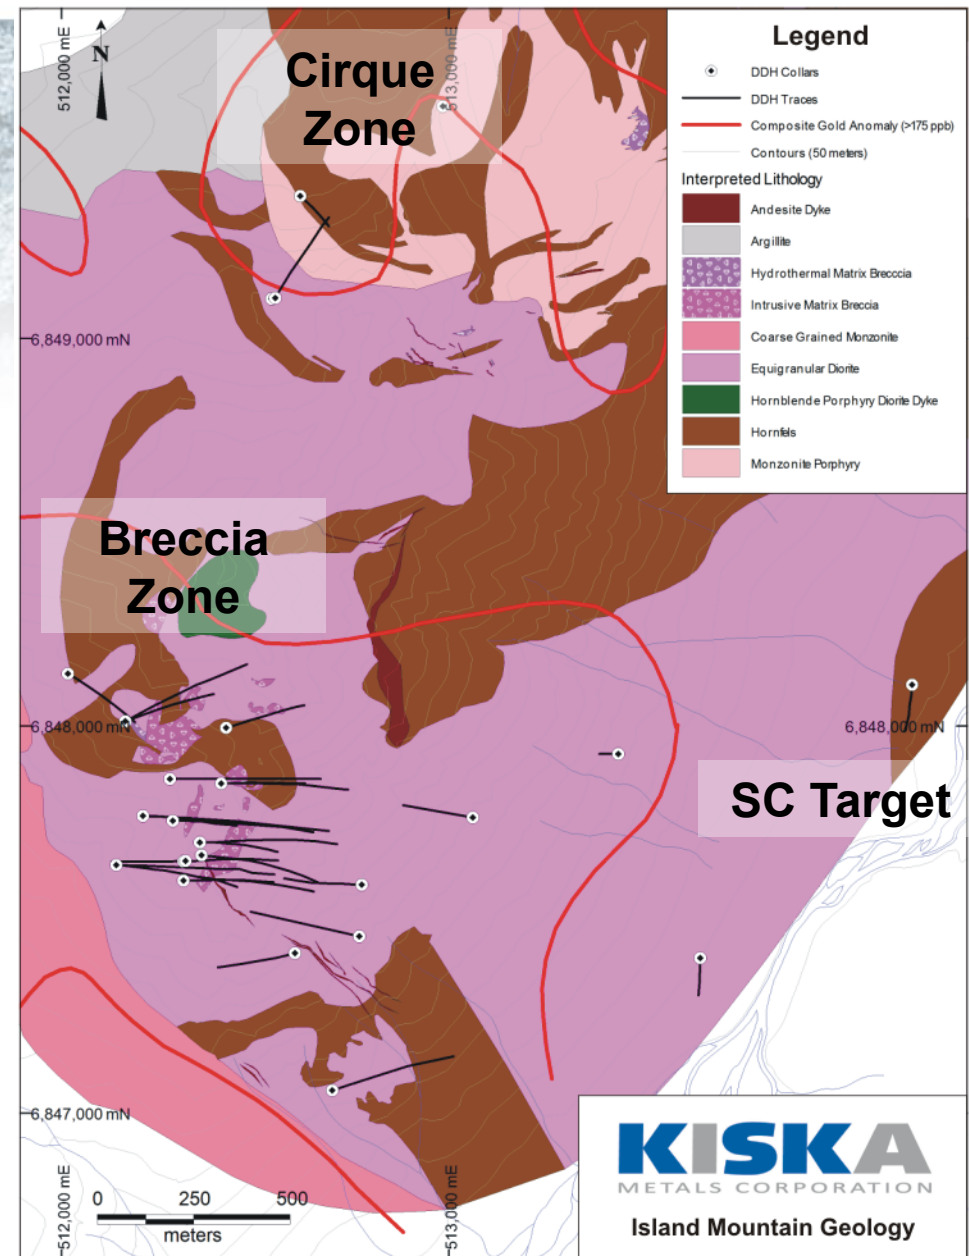 512,000 mE
N
Cirque
Zone
513,000 mE
Legend
DDH Collars
DDH Traces
Composite Gold Anomaly (>175 ppb)
Contours (50 meters)
Interpreted Lithology
Andesite Dyke
Argillite
Hydrothermal Matrix Brecccia
Intrusive Matrix Breccia
Coarse Grained Monzonite
Equigranular Diorite
Hornblende Porphyry Diorite Dyke
Hornfels
Monzonite Porphyry
6,849,000 mN
Breccia
Zone
6,848,000 mN
6,848,000 mN
SC Target
6,847,000 mN
512,000 mE
0 250 500
meters
513,000 mE
KISKA
METALS CORPORATION
Island Mountain Geology